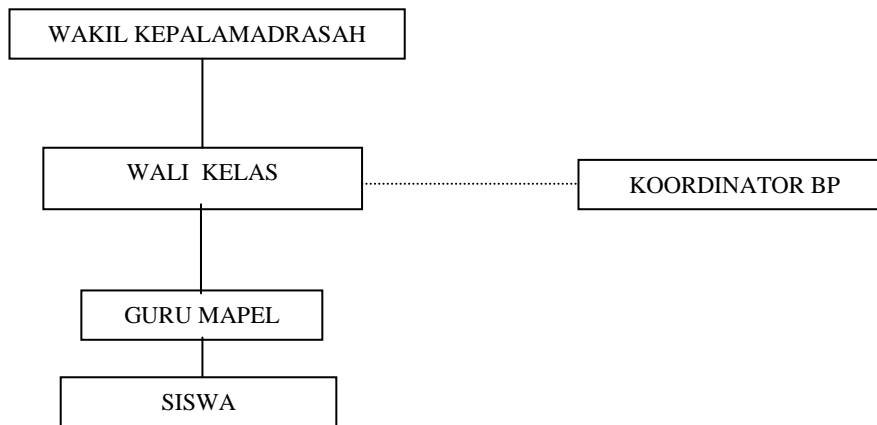 WAKIL KEPALAMADRASAH
WALI KELAS
KOORDINATOR BP
GURU MAPEL
SISWA